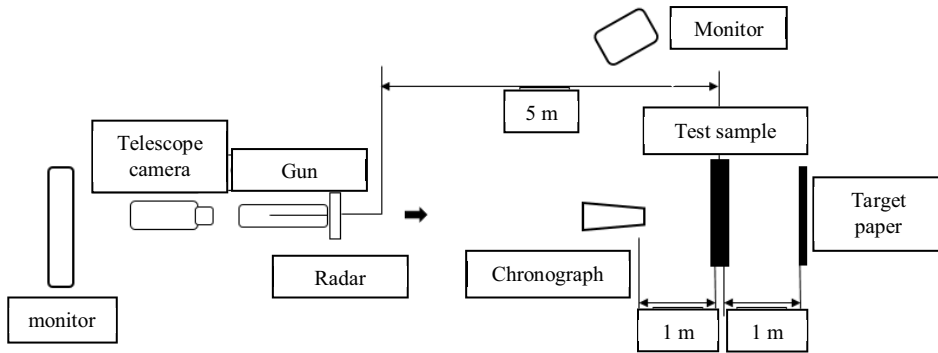 Monitor
5 m
Test sample
Telescope
camera
Gun
Target
paper
Radar
Chronograph
monitor
1 m
1 m